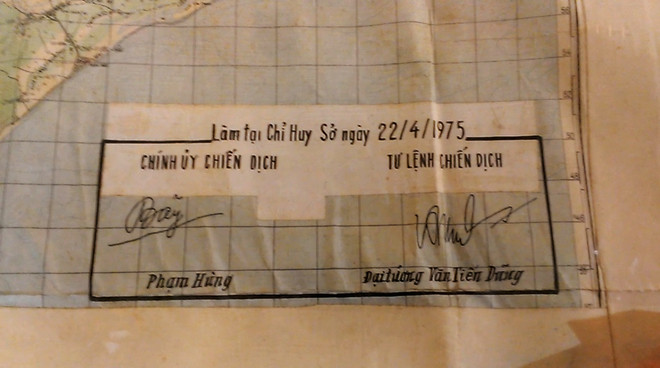 Làm tại Chỉ Huy Sở ngày 22/4/1975
CHÍNH ỦY CHIẾN DỊCH
TƯ LỆNH CHIẾN DỊCH
Phạm Hùng
Đại tướng Văn Tiến Dũng